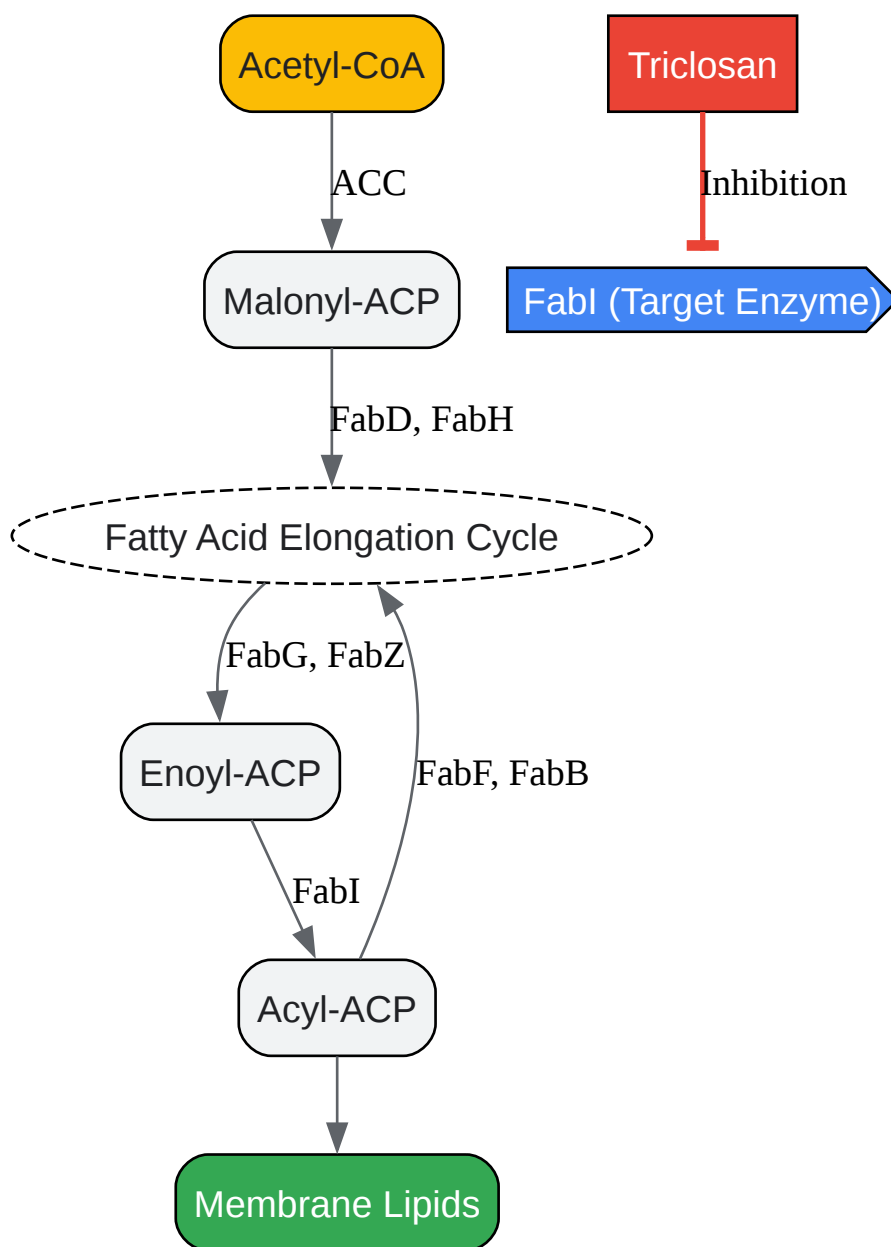 Acetyl-CoA
Triclosan
ACC
Inhibition
Malonyl-ACP
FabI (Target Enzyme)
FabD, FabH
Fatty Acid Elongation Cycle
FabG, FabZ
Enoyl-ACP
FabF, FabB
FabI
Acyl-ACP
Membrane Lipids